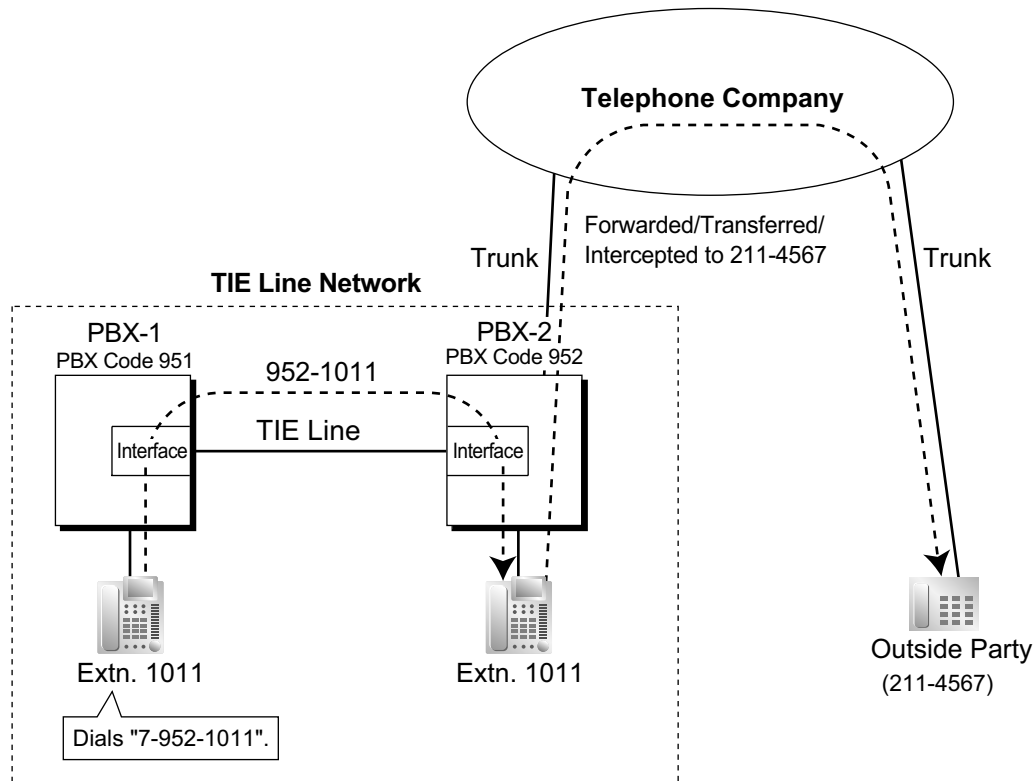 Telephone Company
Forwarded/Transferred/
Intercepted to 211-4567
Trunk
Trunk
TIE Line Network
PBX-1
PBX Code 951
PBX-2
PBX Code 952
952-1011
TIE Line
Interface
Interface
Extn. 1011
Extn. 1011
Outside Party
(211-4567)
Dials "7-952-1011".